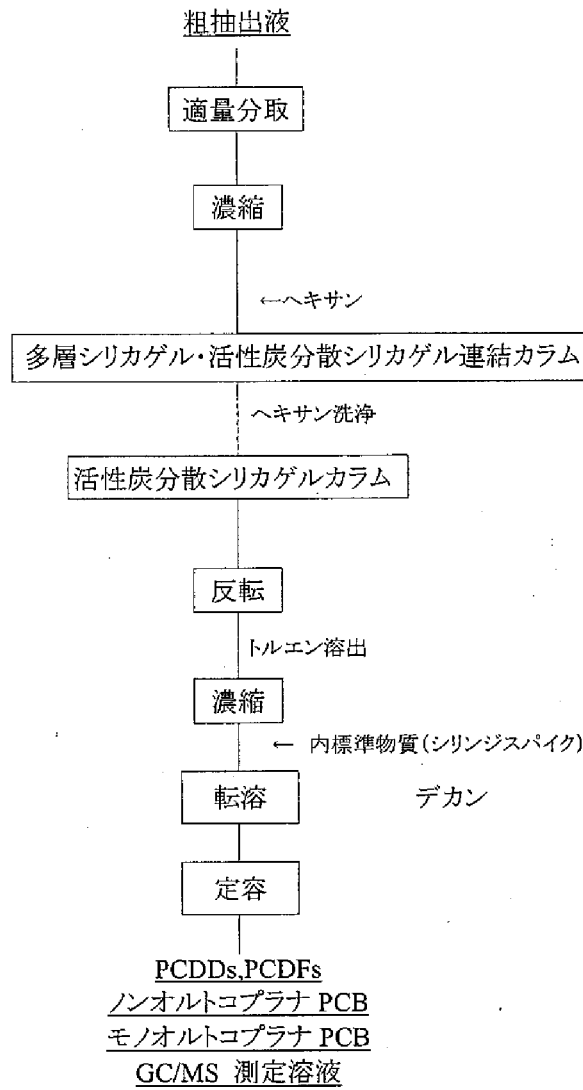 粗抽出液
適量分取
濃縮
←ヘキサン
多層シリカゲル・活性炭分散シリカゲル連結カラム
ヘキサン洗浄
活性炭分散シリカゲルカラム
反転
トルエン溶出
濃縮
← 内標準物質(シリンジスパイク)
転溶 デカン
定容
PCDDs,PCDFs
ノンオルトコプラナ PCB
モノオルトコプラナ PCB
GC/MS 測定溶液